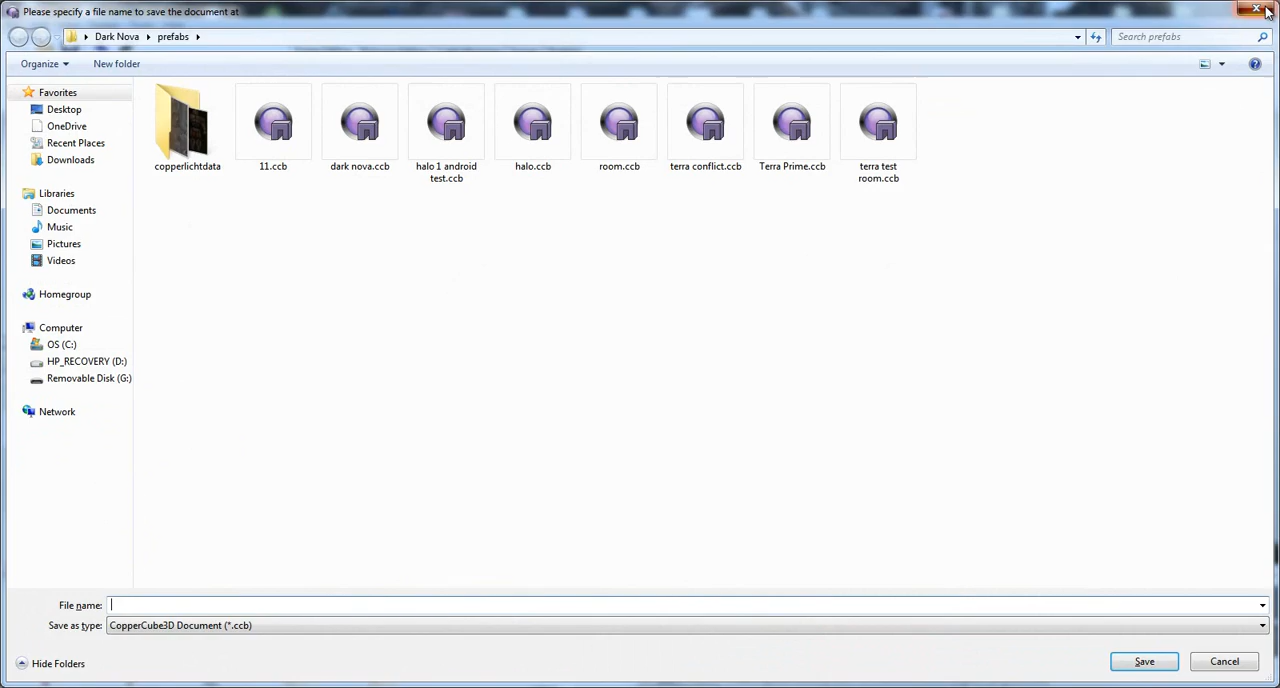 Please specify a file name to save the document at
Dark Nova
prefabs
Search prefabs
Organize
New folder
Favorites
Desktop
OneDrive
Recent Places
Downloads
Libraries
Documents
Music
Pictures
Videos
Homegroup
Computer
OS (C:)
HP_RECOVERY (D:)
Removable Disk (G:)
Network
copperlichtdata
11.ccb
dark nova.ccb
halo 1 android
test.ccb
halo.ccb
room.ccb
terra conflict.ccb
Terra Prime.ccb
terra test
room.ccb
File name:
Save as type:
CopperCube3D Document (*.ccb)
Hide Folders
Save
Cancel